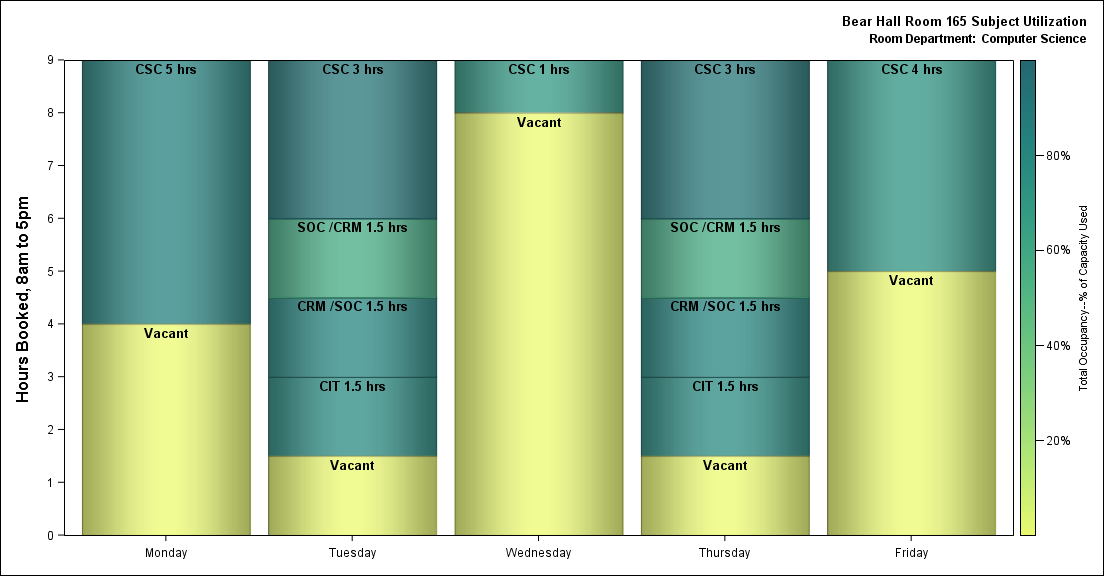 Bear Hall Room 165 Subject Utilization
Room Department: Computer Science
Hours Booked, 8am to 5pm
9
8
7
6
5
4
3
2
1
0
CSC 5 hrs
Vacant
CSC 3 hrs
SOC /CRM 1.5 hrs
CRM /SOC 1.5 hrs
CIT 1.5 hrs
Vacant
CSC 1 hrs
Vacant
CSC 3 hrs
SOC /CRM 1.5 hrs
CRM /SOC 1.5 hrs
CIT 1.5 hrs
Vacant
CSC 4 hrs
Vacant
Monday
Tuesday
Wednesday
Thursday
Friday
80%
60%
40%
20%
Total Occupancy--% of Capacity Used